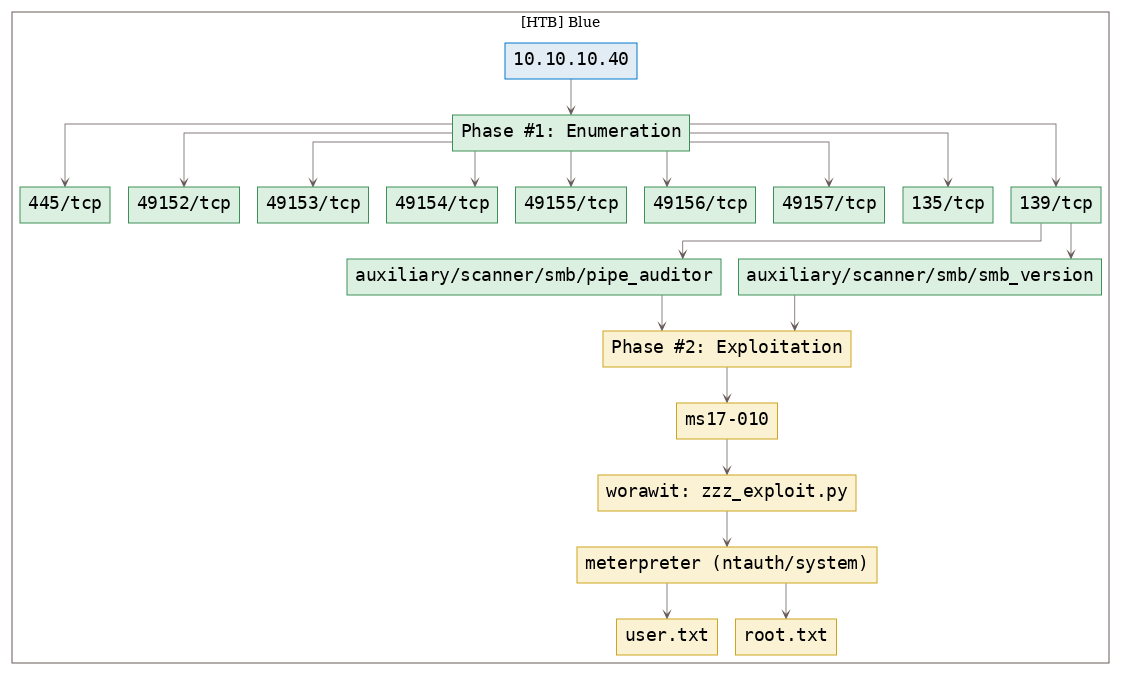 [HTB] Blue
10.10.10.40
Phase #1: Enumeration
445/tcp
49152/tcp
49153/tcp
49154/tcp
49155/tcp
49156/tcp
49157/tcp
135/tcp
139/tcp
auxiliary/scanner/smb/pipe_auditor
auxiliary/scanner/smb/smb_version
Phase #2: Exploitation
ms17-010
worawit: zzz_exploit.py
meterpreter (ntauth/system)
user.txt
root.txt